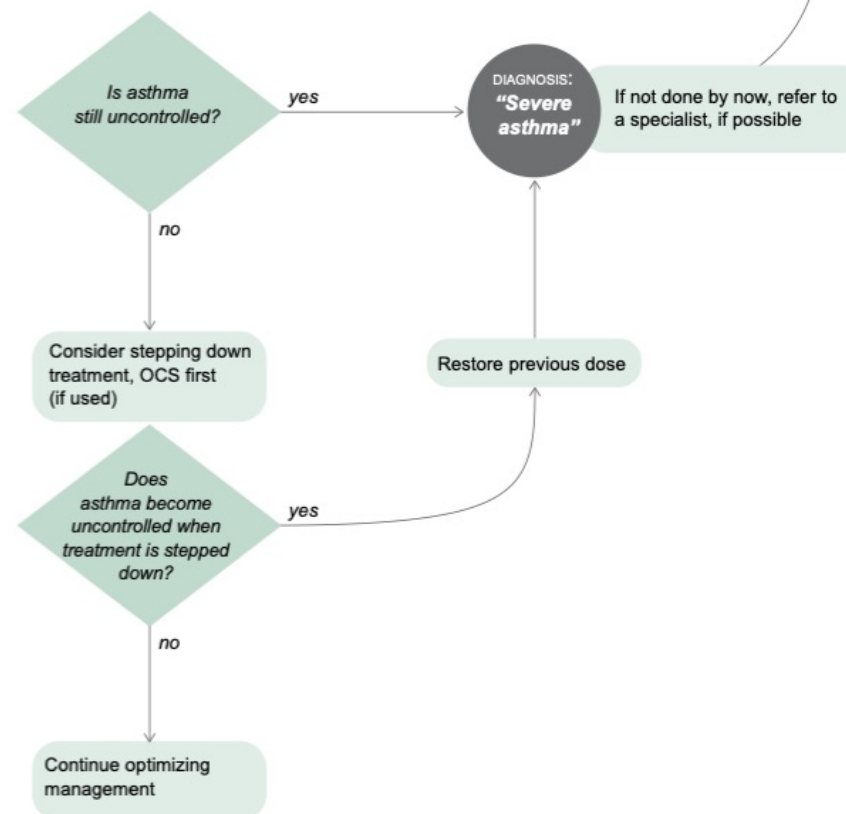 Is asthma
still uncontrolled?
yes
DIAGNOSIS:
“Severe
asthma”
If not done by now, refer to
a specialist, if possible
no
Consider stepping down
treatment, OCS first
(if used)
Restore previous dose
Does
asthma become
uncontrolled when
treatment is stepped
down?
yes
no
Continue optimizing
management